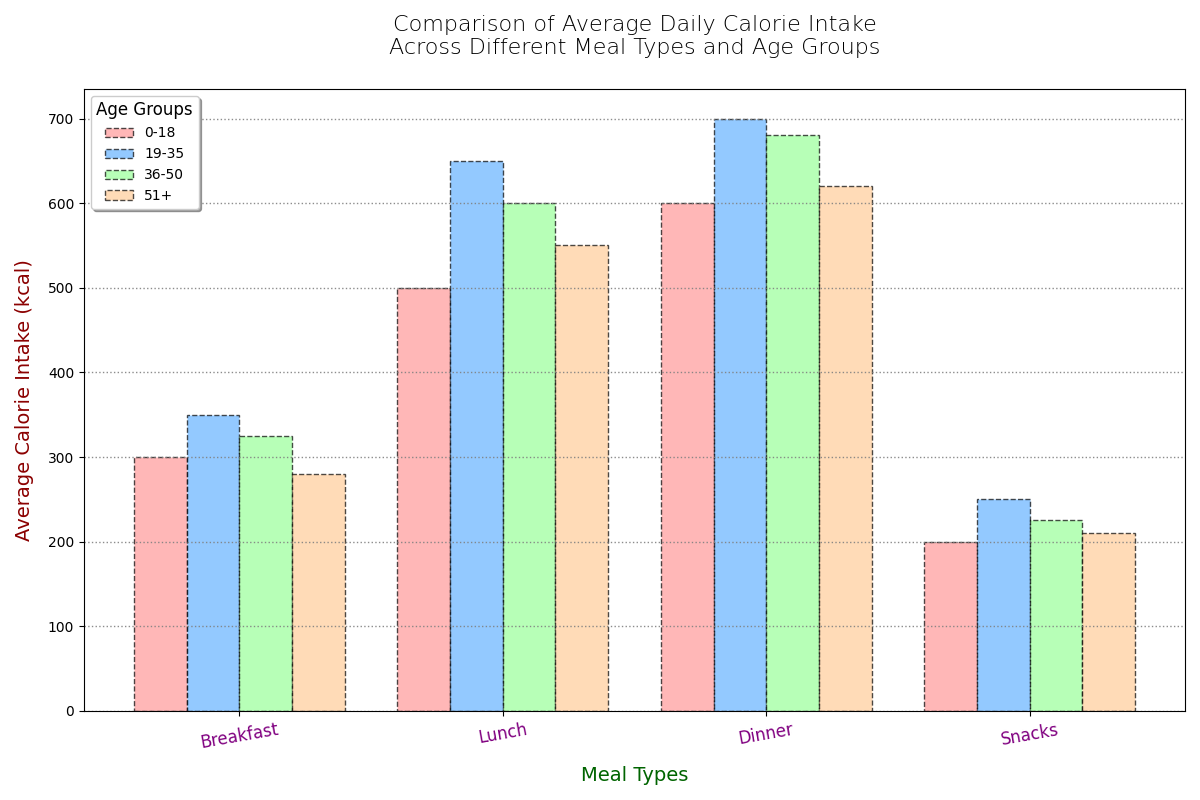 Comparison of Average Daily Calorie Intake
Across Different Meal Types and Age Groups
Average Calorie Intake (kcal)
700
600
500
400
300
200
100
0
Age Groups
0-18
19-35
36-50
51+
Breakfast
Lunch
Dinner
Snacks
Meal Types